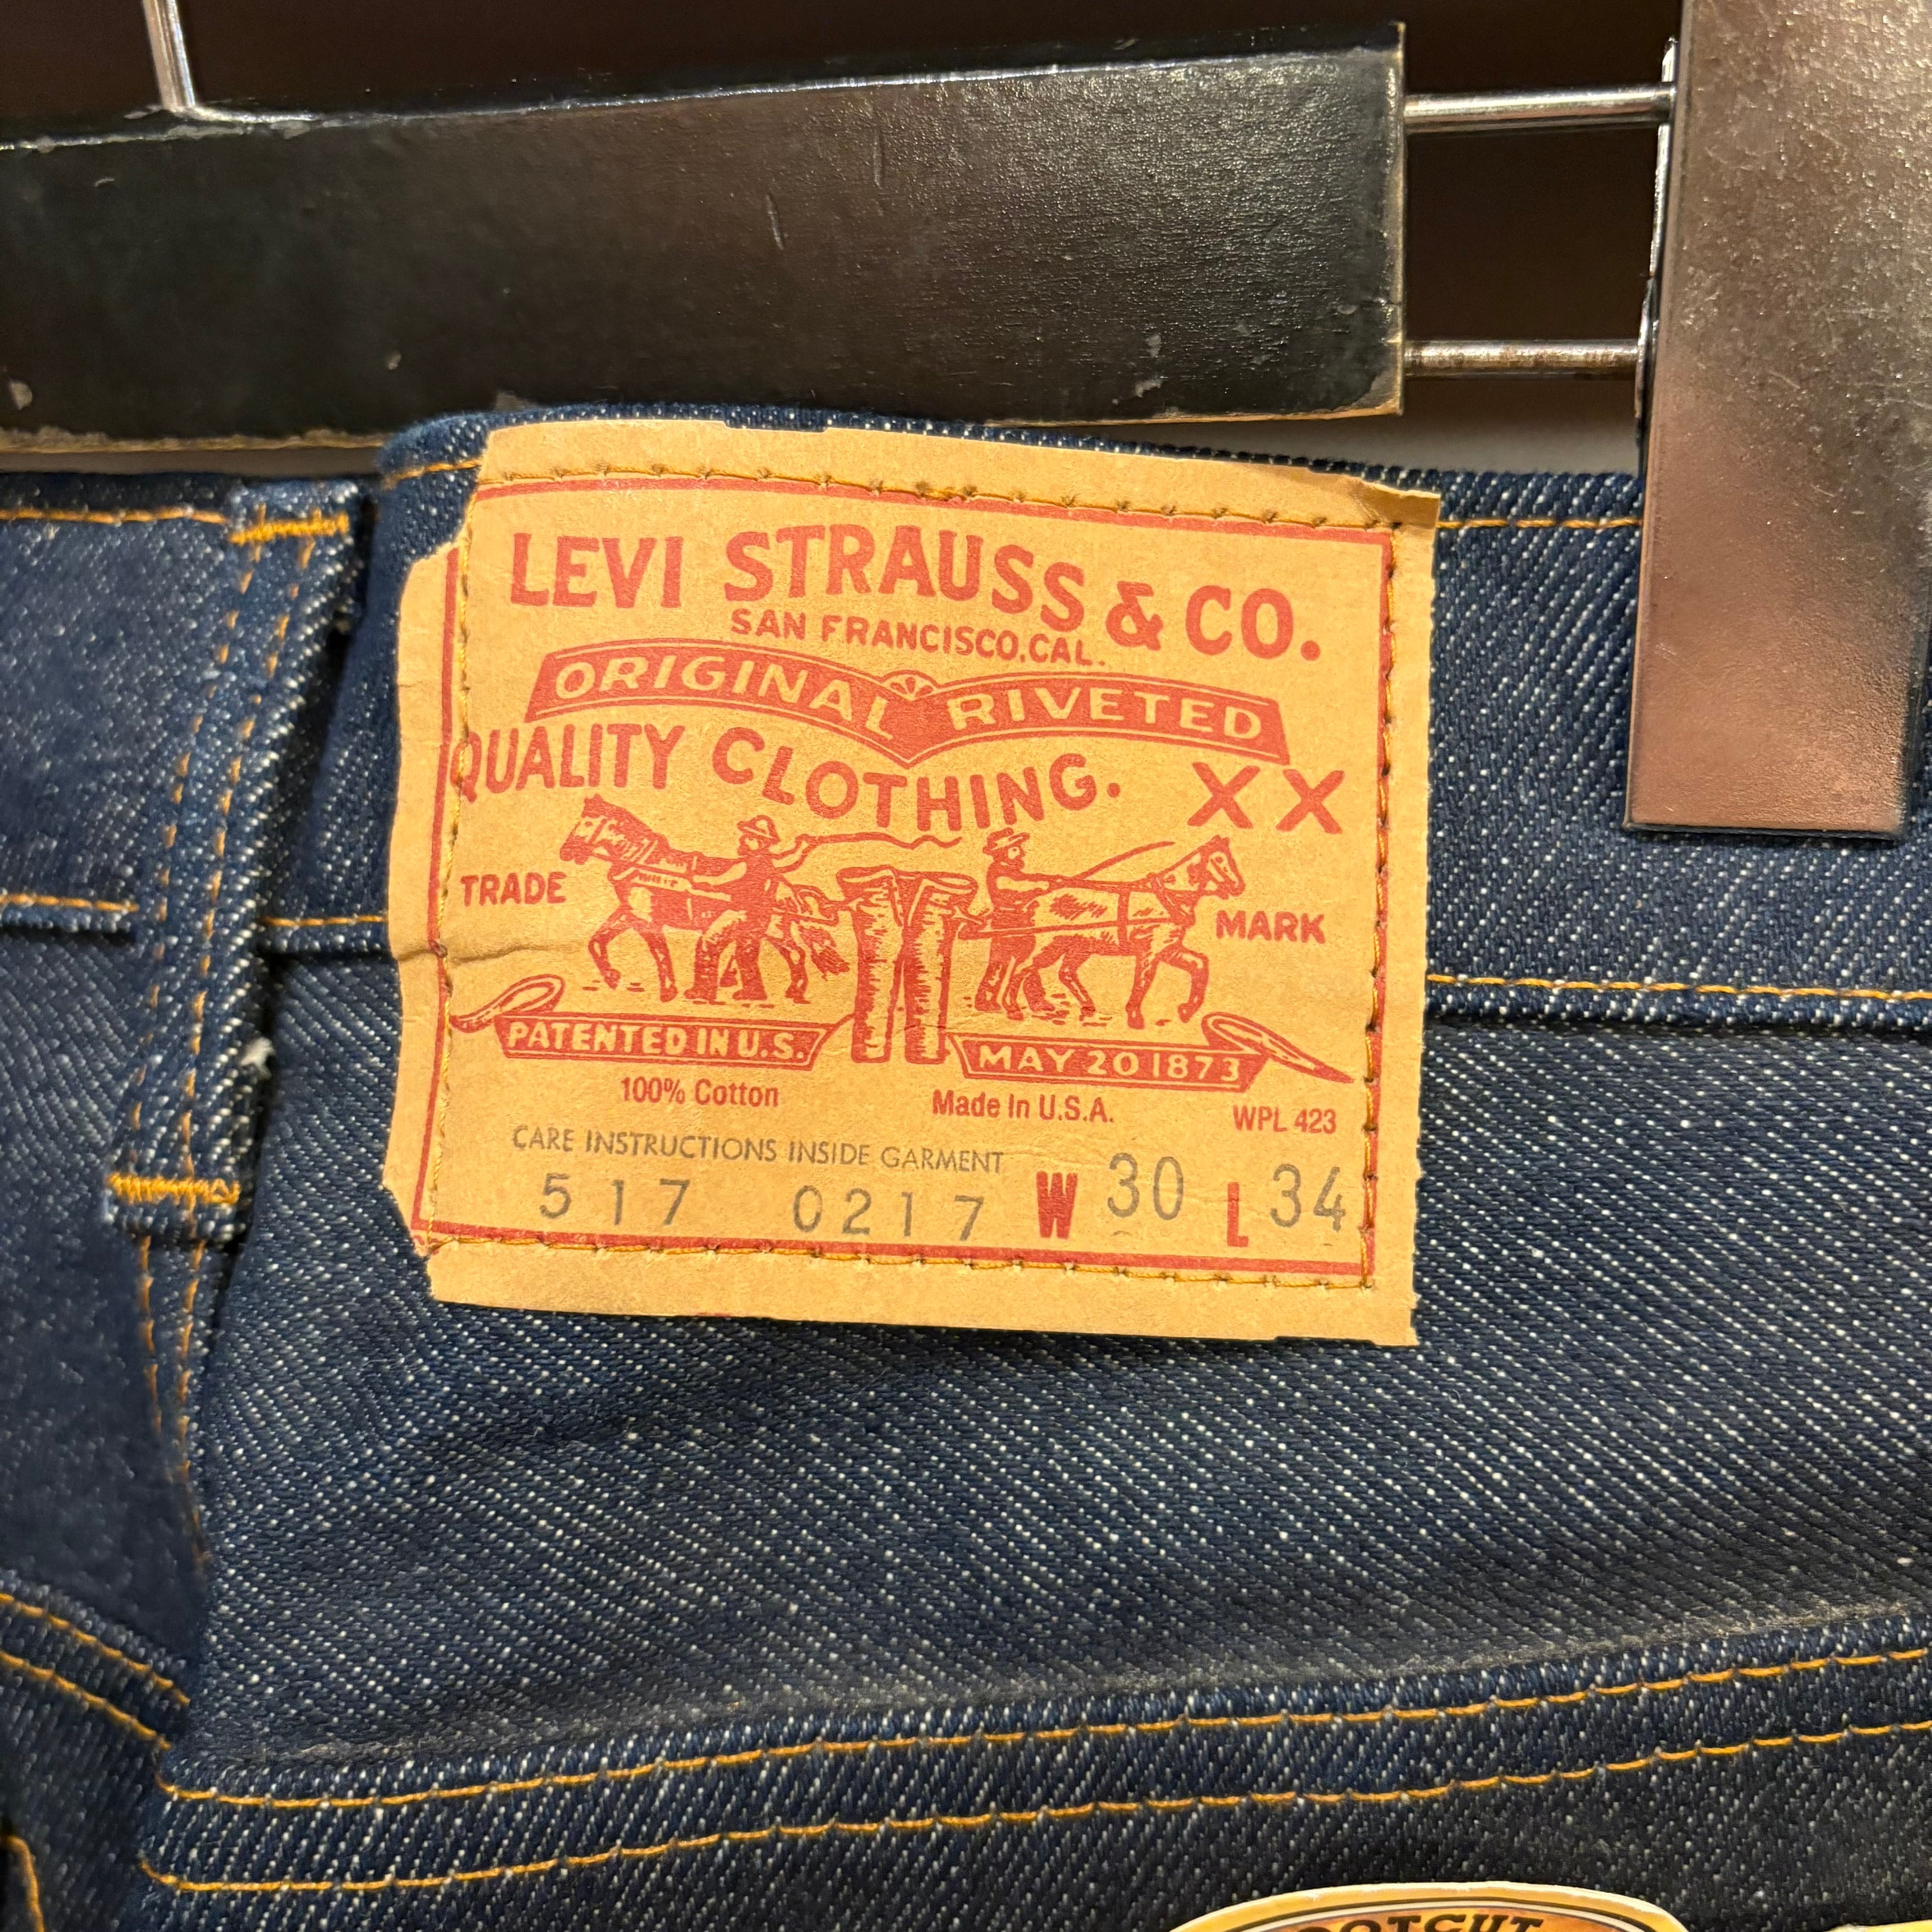 LEVI STRAUSS & CO.
SAN FRANCISCO, CAL.
ORIGINAL RIVETED
QUALITY CLOTHING. XX
TRADE MARK
PATENTED IN U.S. MAY 20 1873
100% Cotton Made In U.S.A. WPL 423
CARE INSTRUCTIONS INSIDE GARMENT
517 0217 W 30 L 34